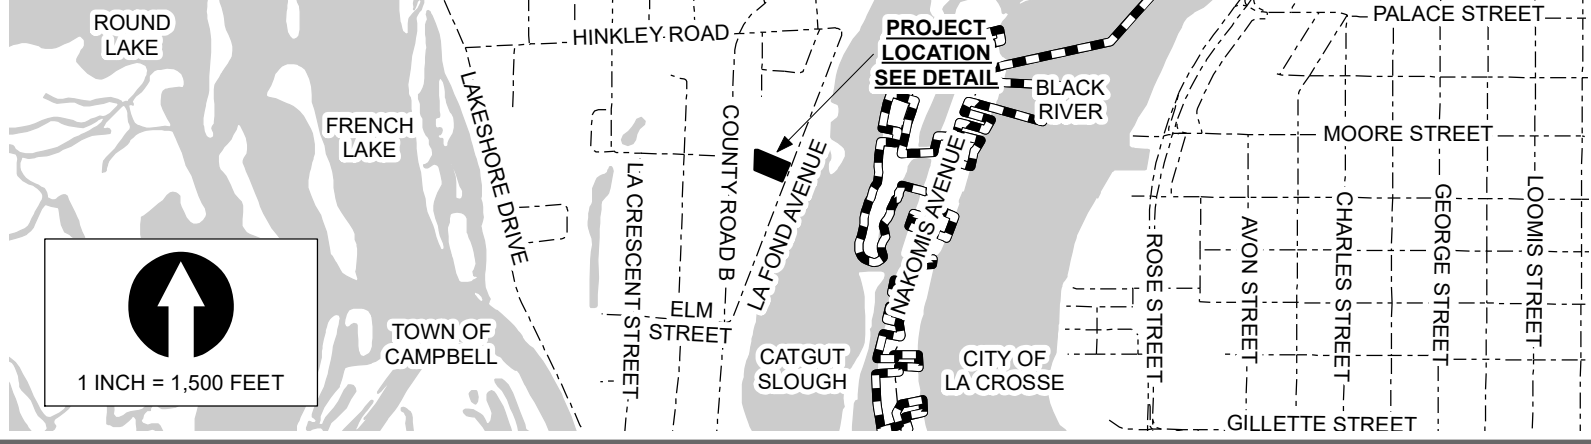 ROUND
LAKE
HINKLEY ROAD
PROJECT
LOCATION
SEE DETAIL
PALACE STREET
BLACK
RIVER
FRENCH
LAKE
LAKESHORE DRIVE
COUNTY ROAD B
MOORE STREET
LA CRESCENT STREET
LA FOND AVENUE
NAKOMIS AVENUE
ROSE STREET
AVON STREET
CHARLES STREET
GEORGE STREET
LOOMIS STREET
ELM
STREET
TOWN OF
CAMPBELL
CATGUT
SLOUGH
CITY OF
LA CROSSE
1 INCH = 1,500 FEET
GILLETTE STREET